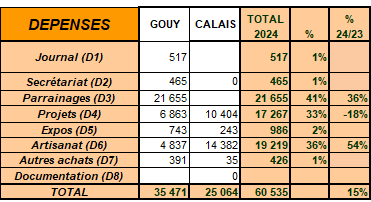 DEPENSES GOUY CALAIS TOTAL 2024 % % 24/23
Journal (D1) 517 517 1%
Secrétariat (D2) 465 0 465 1%
Parrainages (D3) 21 655 21 655 41% 36%
Projets (D4) 6 863 10 404 17 267 33% -18%
Expos (D5) 743 243 986 2%
Artisanat (D6) 4 837 14 382 19 219 36% 54%
Autres achats (D7) 391 35 426 1%
Documentation (D8) 0
TOTAL 35 471 25 064 60 535 15%